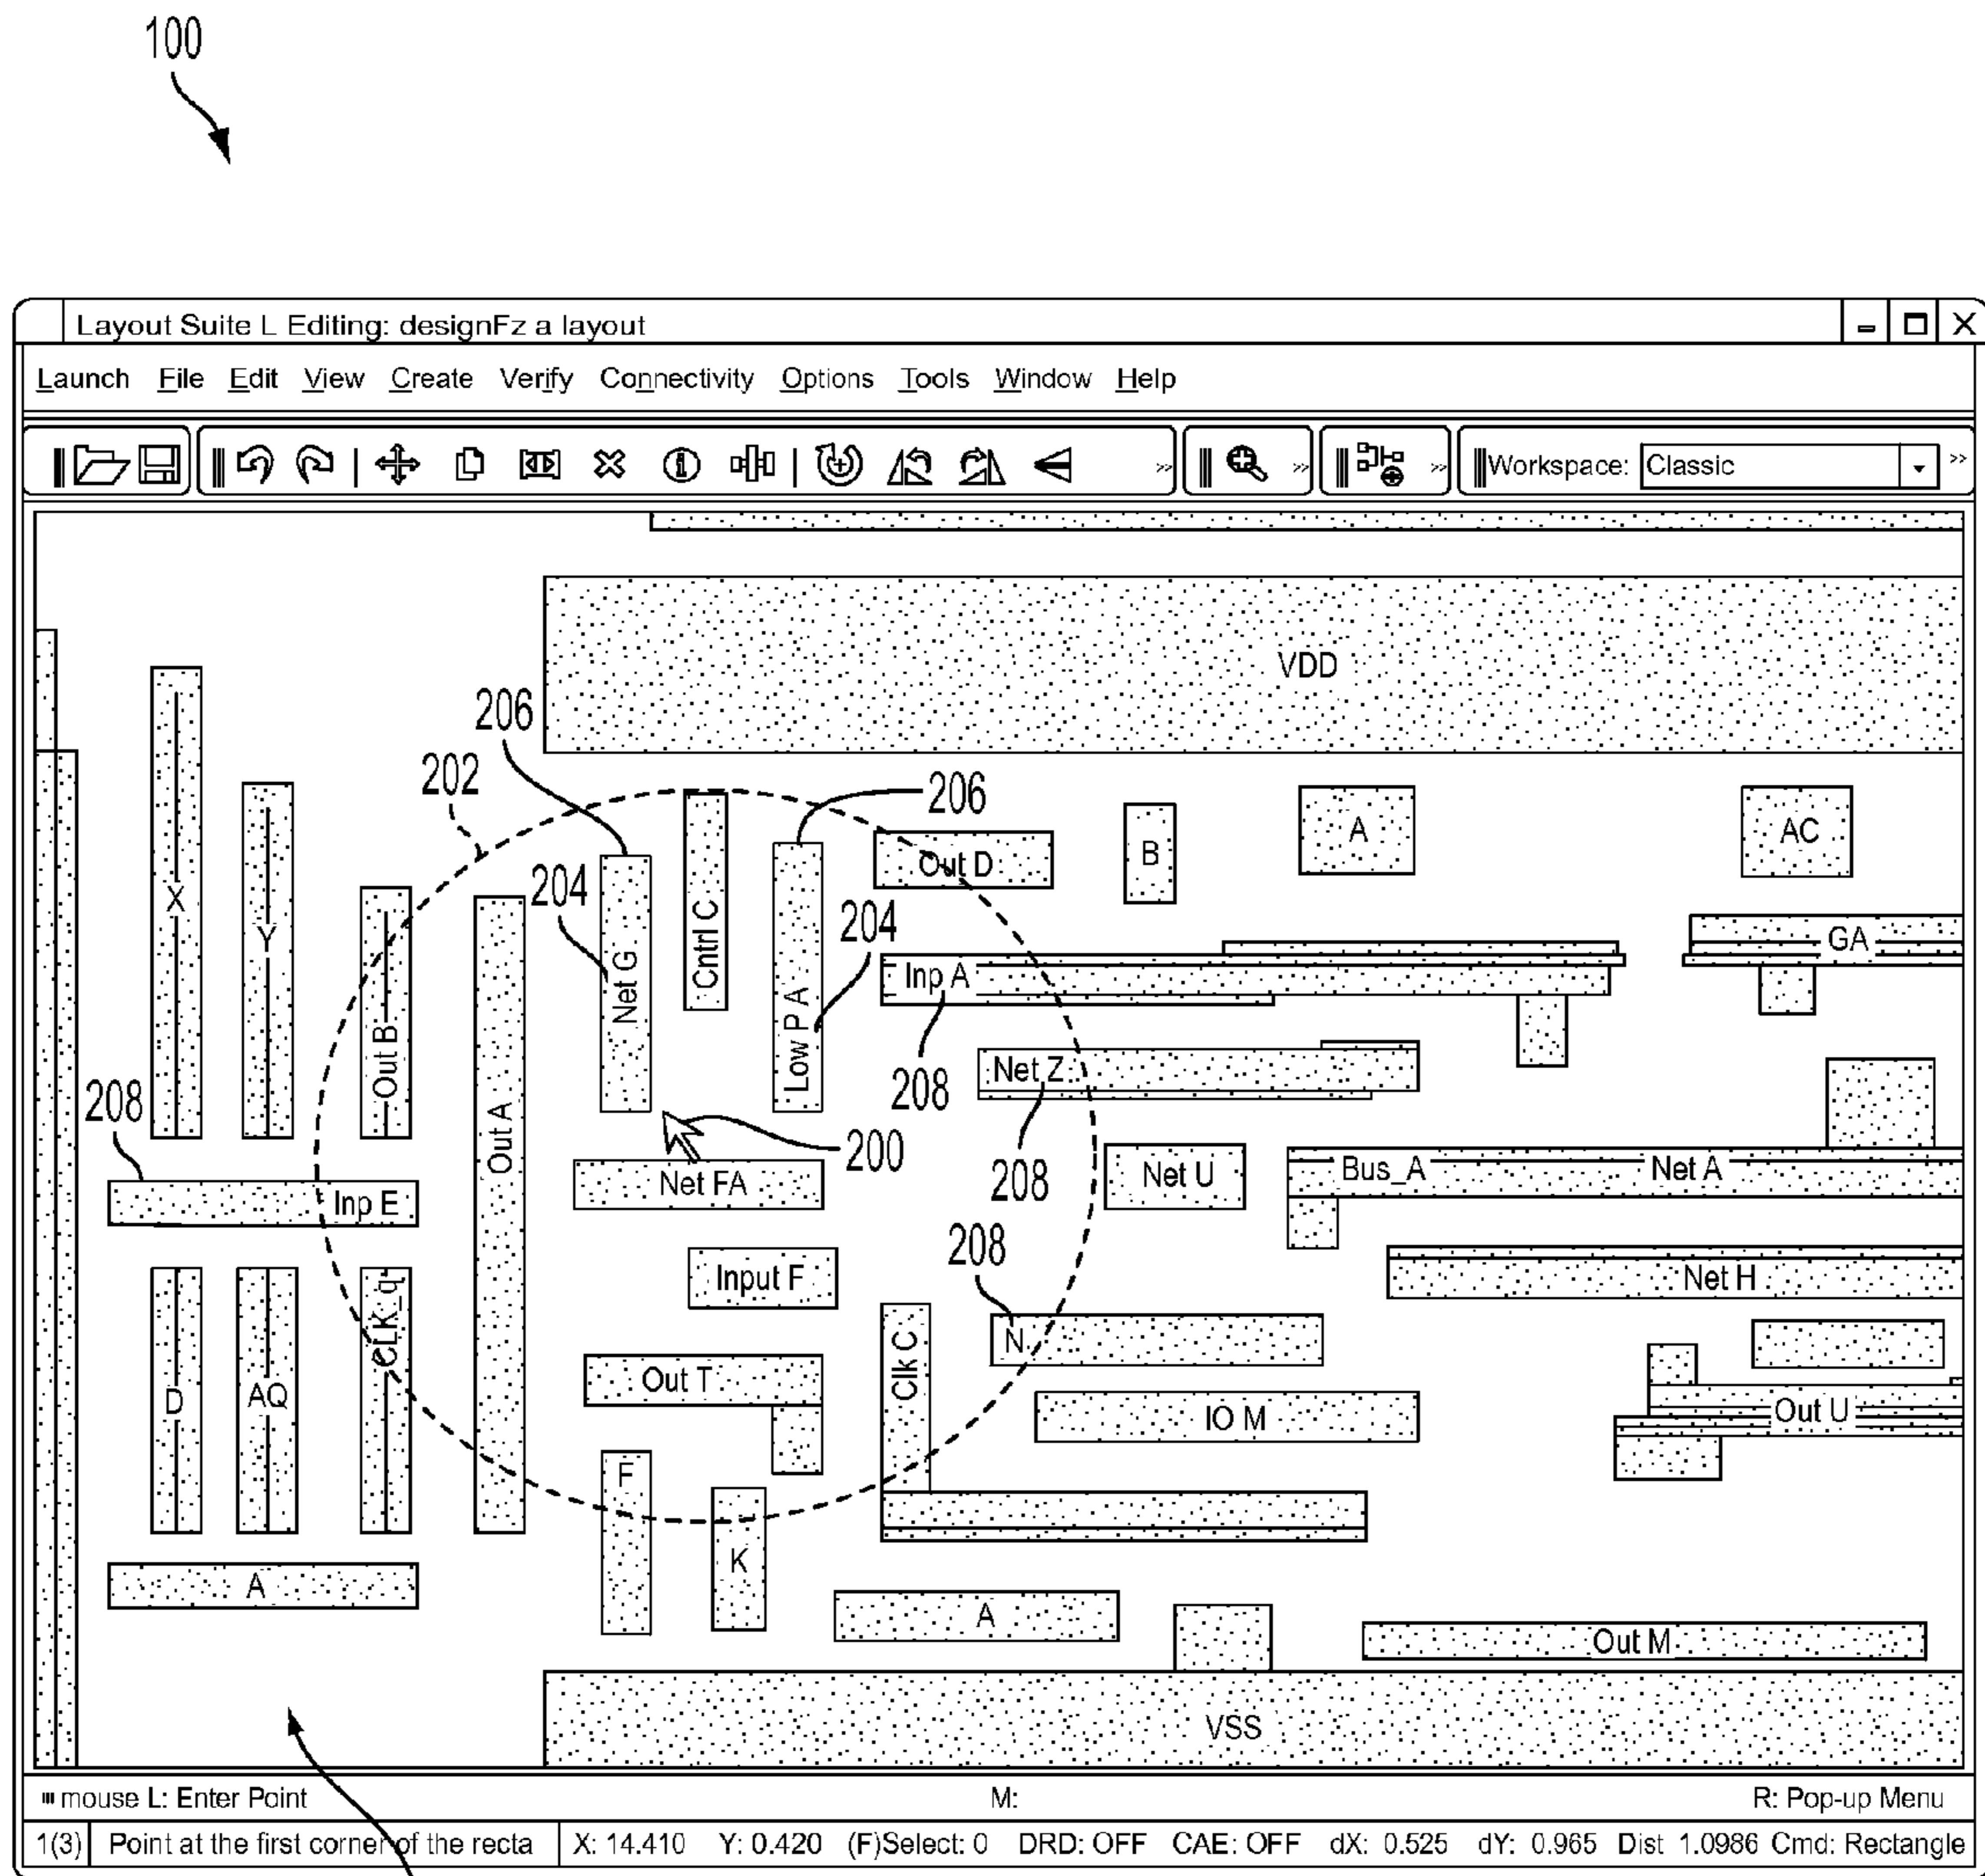 100
Layout Suite L Editing: designFz a layout
Launch File Edit View Create Verify Connectivity Options Tools Window Help
Workspace: Classic
VDD
206
202
206
A
AC
B
Out D
204
X
204
Y
GA
Net G
Cntrl C
Inp A
Low P A
Out B
Net Z
208
208
Out A
200
208
Net U
Bus_A
Net A
Net FA
Inp E
208
Input F
Net H
CLK_q
N
Clk C
Out T
D
AQ
IO M
Out U
F
K
A
A
Out M
VSS
mouse L: Enter Point M: R: Pop-up Menu
1(3) Point at the first corner of the recta X: 14.410 Y: 0.420 (F)Select: 0 DRD: OFF CAE: OFF dX: 0.525 dY: 0.965 Dist 1.0986 Cmd: Rectangle